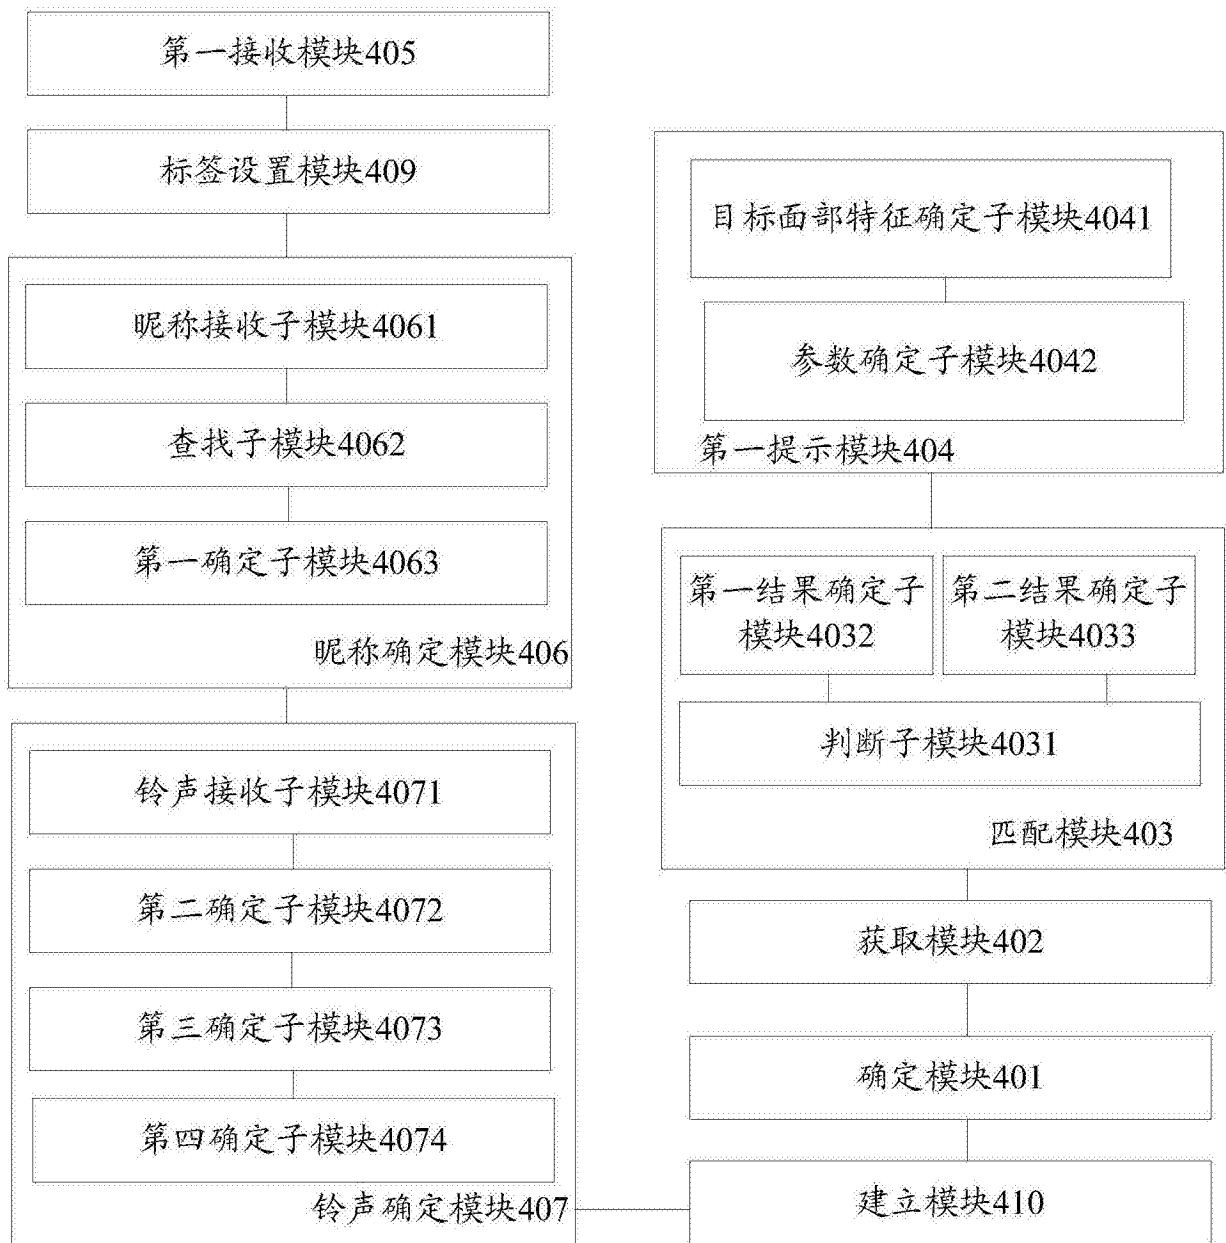 第一接收模块405
标签设置模块409
昵称接收子模块4061
查找子模块4062
第一确定子模块4063
昵称确定模块406
铃声接收子模块4071
第二确定子模块4072
第三确定子模块4073
第四确定子模块4074
铃声确定模块407
目标面部特征确定子模块4041
参数确定子模块4042
第一提示模块404
第一结果确定子
模块4032
第二结果确定子
模块4033
判断子模块4031
匹配模块403
获取模块402
确定模块401
建立模块410